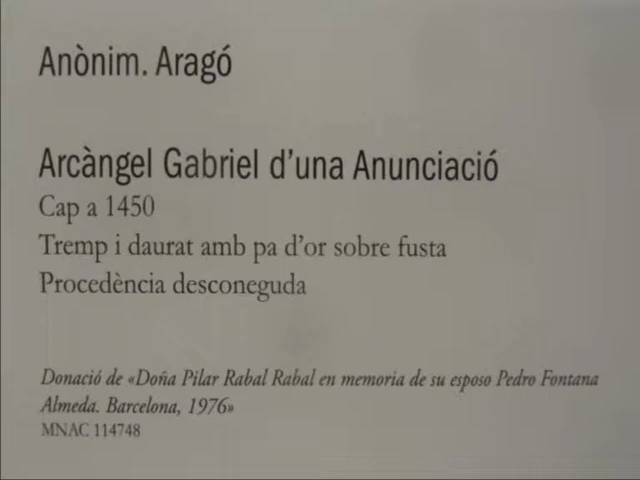 Anònim. Aragó
Arcàngel Gabriel d'una Anunciació
Cap a 1450
Tremp i daurat amb pa d'or sobre fusta
Procedència desconeguda
Donació de «Doña Pilar Rabal Rabal en memoria de su esposo Pedro Fontana
Almeda. Barcelona, 1976»
MNAC 114748